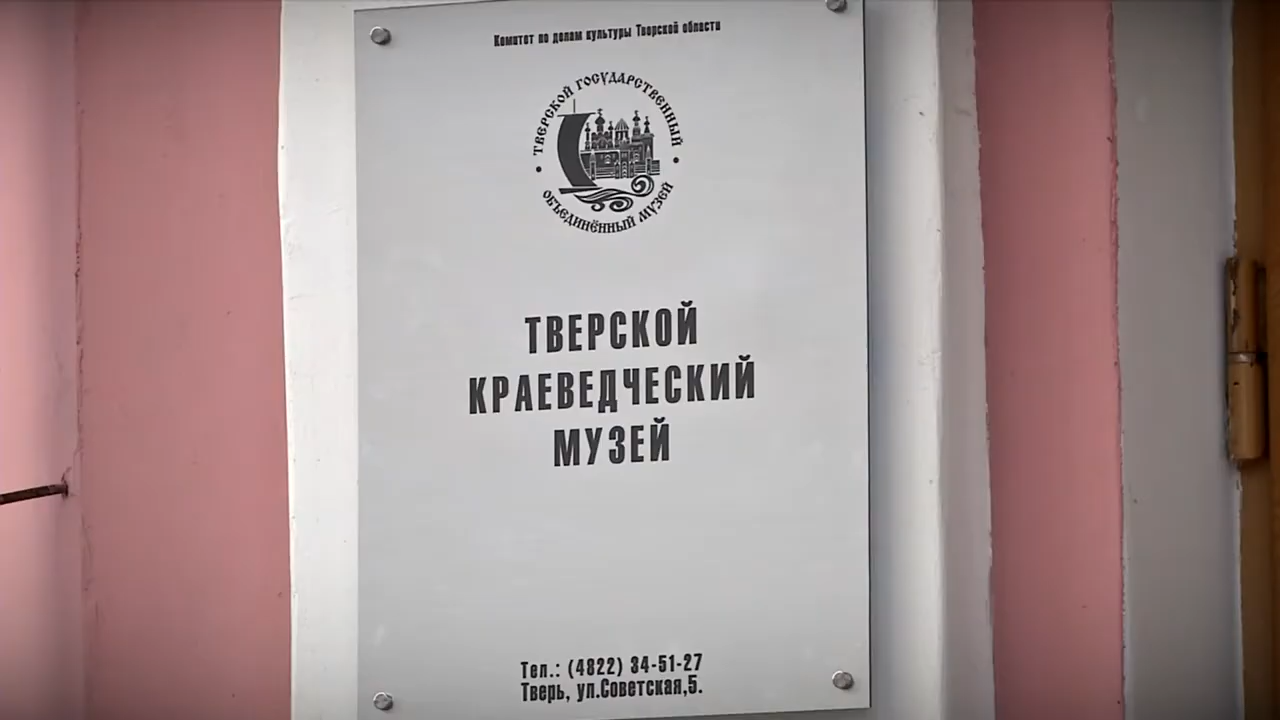 Комитет по делам культуры Тверской области
ТВЕРСКОЙ ГОСУДАРСТВЕННЫЙ
ОБЪЕДИНЁННЫЙ МУЗЕЙ
ТВЕРСКОЙ
КРАЕВЕДЧЕСКИЙ
МУЗЕЙ
Тел.: (4822) 34-51-27
Тверь, ул.Советская,5.